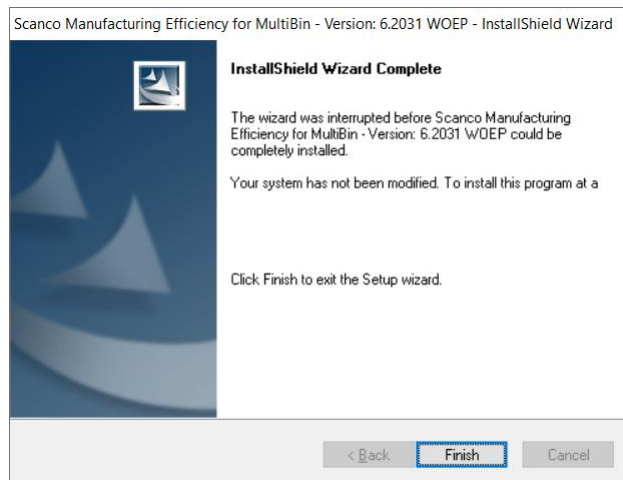 Scanco Manufacturing Efficiency for MultiBin - Version: 6.2031 WOEP - InstallShield Wizard
InstallShield Wizard Complete
The wizard was interrupted before Scanco Manufacturing
Efficiency for MultiBin - Version: 6.2031 WOEP could be
completely installed.
Your system has not been modified. To install this program at a
Click Finish to exit the Setup wizard.
< Back
Finish
Cancel